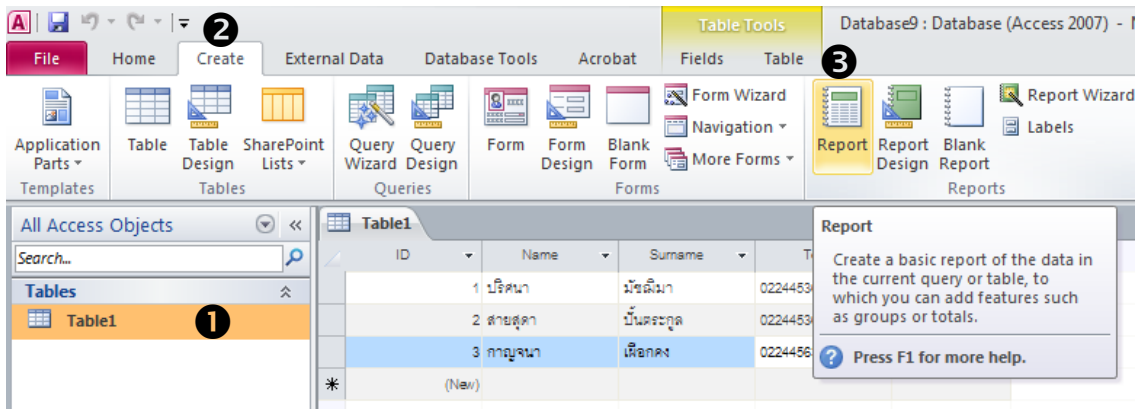 Table Tools
Database9 : Database (Access 2007) -
❷
File Home Create External Data Database Tools Acrobat Fields Table
❸
Application Parts
Table
Table Design
SharePoint Lists
Query Wizard
Query Design
Form
Form Design
Blank Form
Form Wizard
Navigation
More Forms
Report
Report Design
Blank Report
Report Wizard
Labels
Templates Tables Queries Forms Reports
All Access Objects
Search...
Tables
Table1
❶
Table1
ID Name Surname
1 ปริศนา มัชฌิมา
2 สายสุดา ปั้นตระกูล
3 กาญจนา เผือกคง
(New)
Report
Create a basic report of the data in
the current query or table, to
which you can add features such
as groups or totals.
Press F1 for more help.